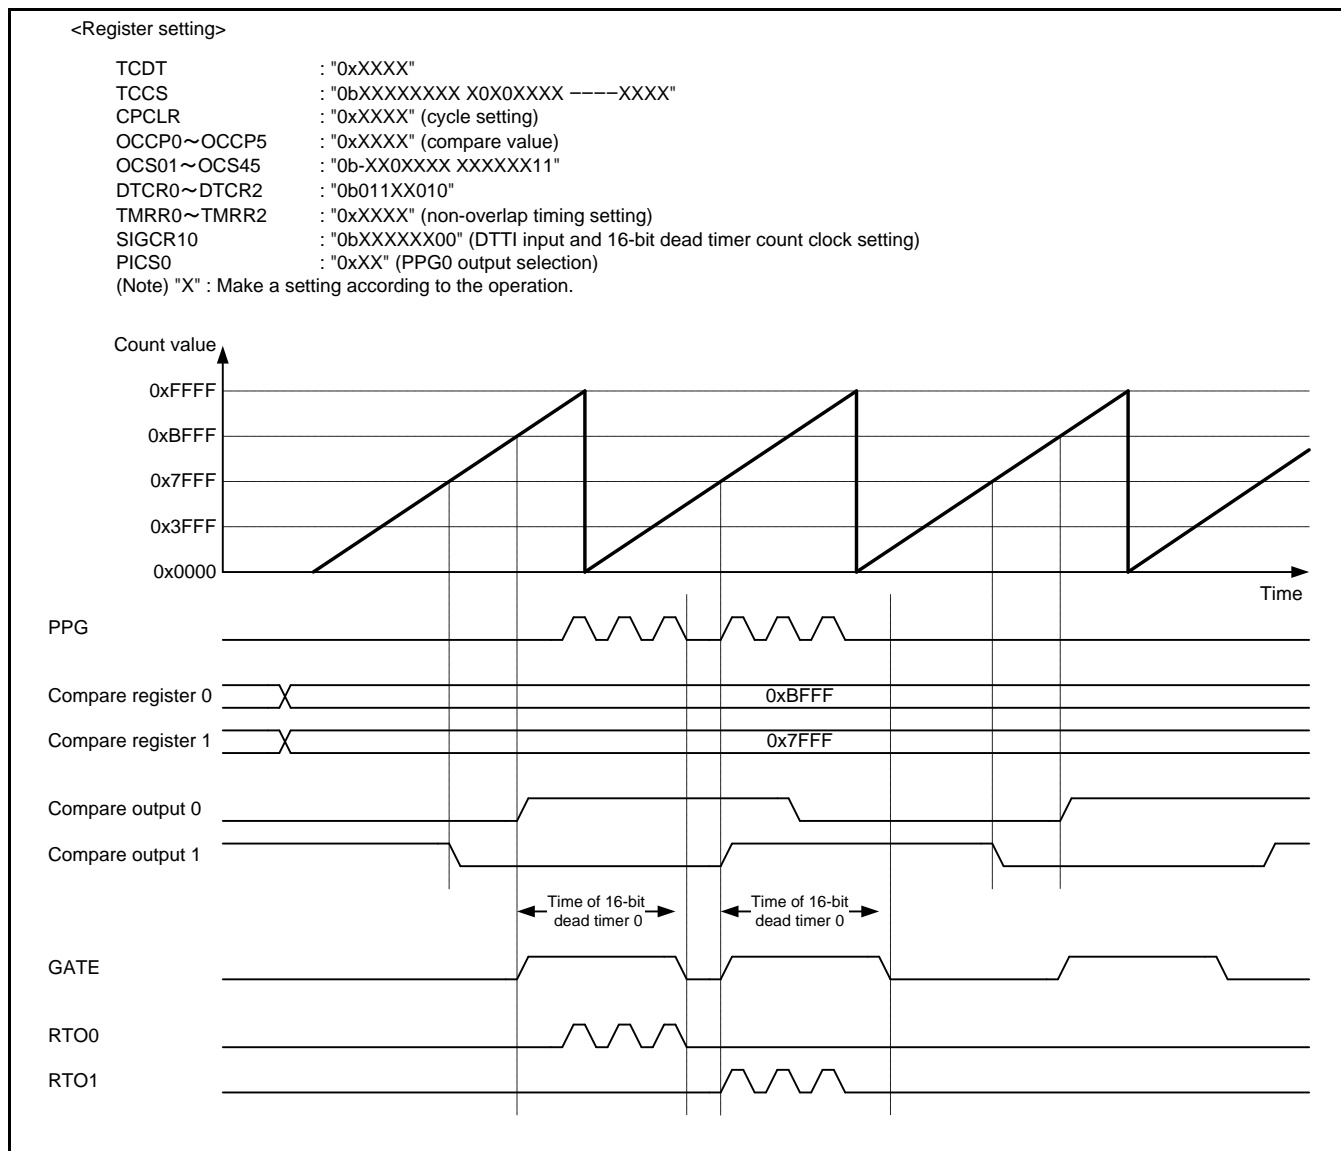 <Register setting>
TCDT : "0xXXXX"
TCCS : "0bXXXXXXXX X0X0XXXX −−−−XXXX"
CPCLR : "0xXXXX" (cycle setting)
OCCP0～OCCP5 : "0xXXXX" (compare value)
OCS01～OCS45 : "0b-XX0XXXX XXXXXX11"
DTCR0～DTCR2 : "0b011XX010"
TMRR0～TMRR2 : "0xXXXX" (non-overlap timing setting)
SIGCR10 : "0bXXXXXX00" (DTTI input and 16-bit dead timer count clock setting)
PICS0 : "0xXX" (PPG0 output selection)
(Note) "X" : Make a setting according to the operation.
Count value
0xFFFF
0xBFFF
0x7FFF
0x3FFF
0x0000
Time
PPG
Compare register 0
0xBFFF
Compare register 1
0x7FFF
Compare output 0
Compare output 1
Time of 16-bit
dead timer 0
Time of 16-bit
dead timer 0
GATE
RTO0
RTO1